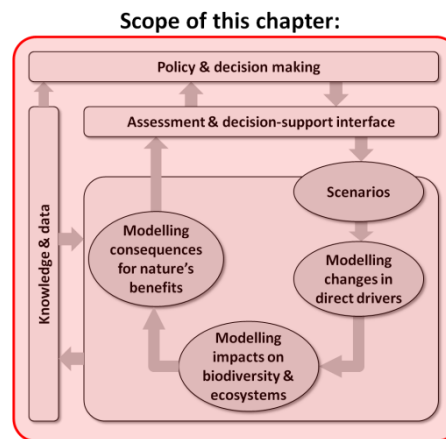 Scope of this chapter:
Policy & decision making
Assessment & decision-support interface
Knowledge & data
Scenarios
Modelling
changes in
direct drivers
Modelling
impacts on
biodiversity &
ecosystems
Modelling
consequences
for nature's
benefits